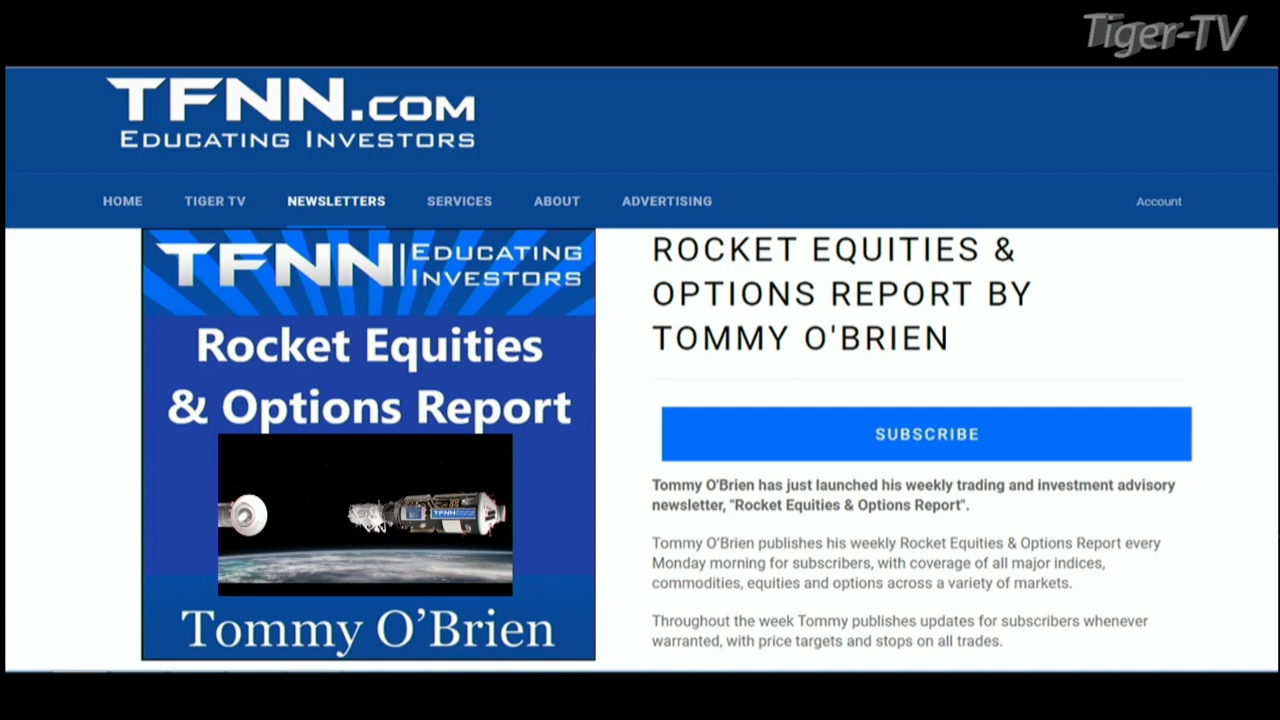 Tiger-TV
TFNN.COM
EDUCATING INVESTORS
HOME TIGER TV NEWSLETTERS SERVICES ABOUT ADVERTISING Account
TFNN EDUCATING
INVESTORS
Rocket Equities
& Options Report
TFNN
Tommy O’Brien
ROCKET EQUITIES &
OPTIONS REPORT BY
TOMMY O'BRIEN
SUBSCRIBE
Tommy O'Brien has just launched his weekly trading and investment advisory
newsletter, "Rocket Equities & Options Report".
Tommy O'Brien publishes his weekly Rocket Equities & Options Report every
Monday morning for subscribers, with coverage of all major indices,
commodities, equities and options across a variety of markets.
Throughout the week Tommy publishes updates for subscribers whenever
warranted, with price targets and stops on all trades.